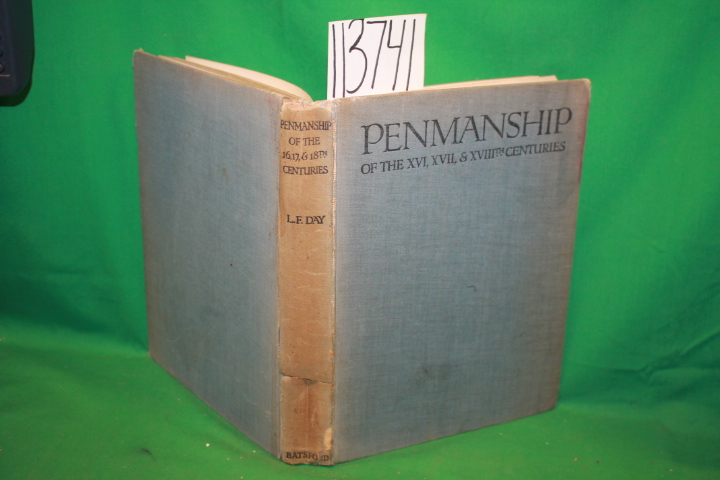 113741
PENMANSHIP
OF THE
16,17, & 18TH
CENTURIES
L.F. DAY
BATSFORD
PENMANSHIP
OF THE XVI, XVII, & XVIIITH CENTURIES